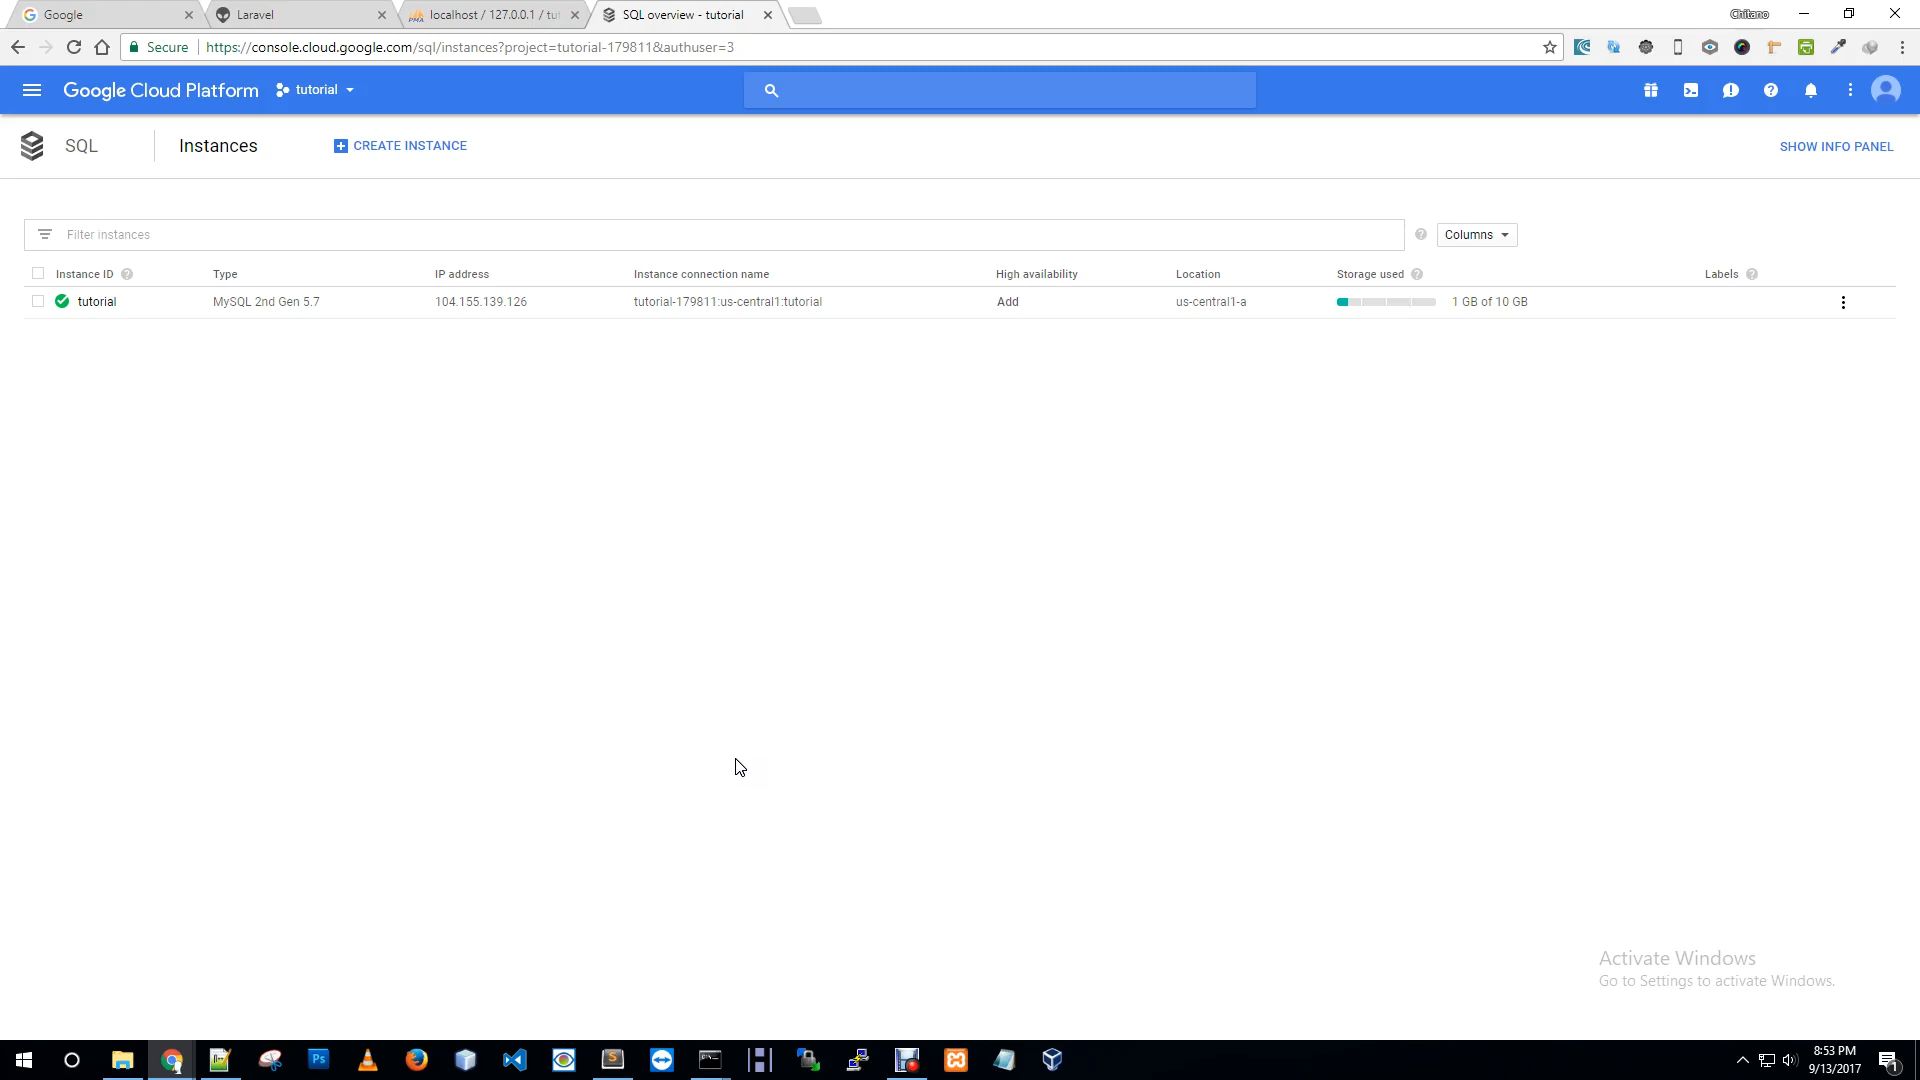 Google
Laravel
localhost / 127.0.0.1 / tut
SQL overview - tutorial
Chitano
Secure
https://console.cloud.google.com/sql/instances?project=tutorial-179811&authuser=3
Google Cloud Platform
tutorial
SQL
Instances
CREATE INSTANCE
SHOW INFO PANEL
Filter instances
Columns
Instance ID Type IP address Instance connection name High availability Location Storage used Labels
tutorial MySQL 2nd Gen 5.7 104.155.139.126 tutorial-179811:us-central1:tutorial Add us-central1-a 1 GB of 10 GB
Activate Windows
Go to Settings to activate Windows.
8:53 PM
9/13/2017
1